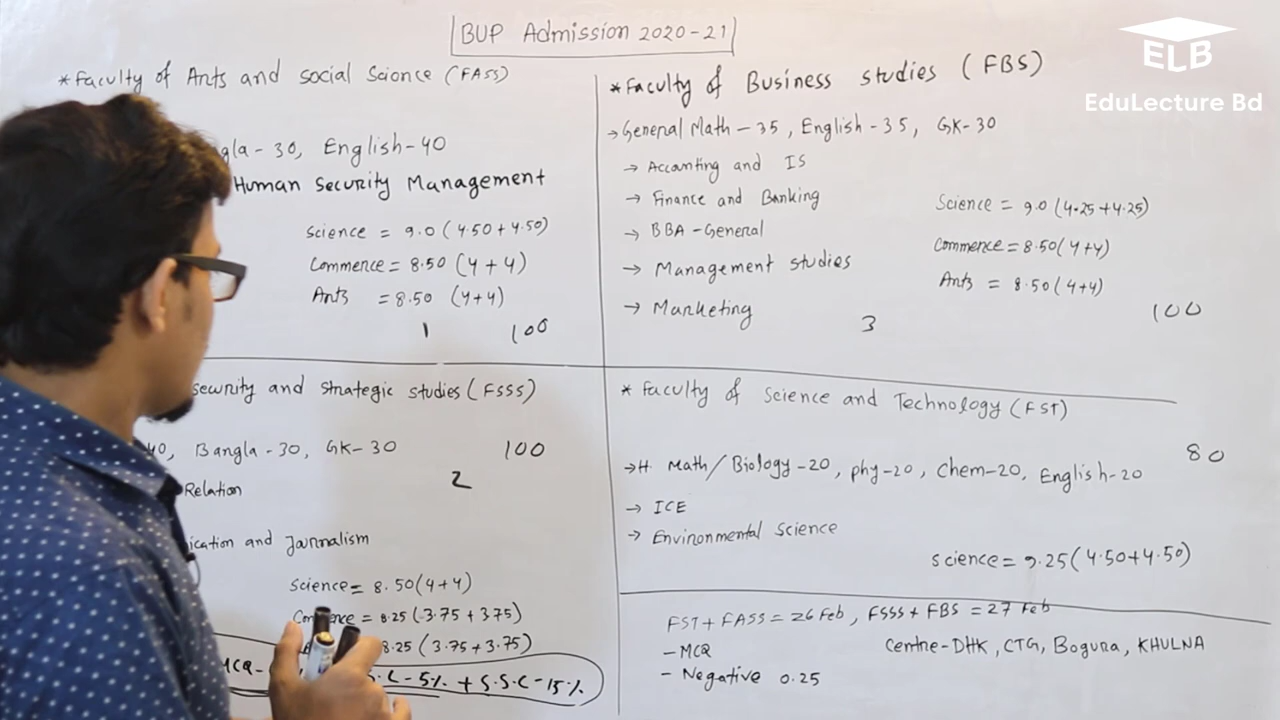 BUP Admission 2020-21
ELB
EduLecture Bd
*Faculty of Arts and social Science (FASS)
gla-30, English-40
Human Security Management
science = 9.0 (4.50+4.50)
Commerce = 8.50 (4+4)
Arts = 8.50 (4+4)
1 100
*Faculty of Business studies (FBS)
→General Math-35, English-35, GK-30
→ Accounting and IS
→ Finance and Banking
→ BBA-General
→ Management studies
→ Marketing
Science = 9.0 (4.25+4.25)
Commerce = 8.50 (4+4)
Arts = 8.50 (4+4)
3 100
security and strategic studies (FSSS)
40, Bangla-30, GK-30 100
Relation 2
ication and Journalism
Science = 8.50 (4+4)
= 8.25 (3.75+3.75)
8.25 (3.75+3.75)
MCQ- S.C-5% + S.S.C-15%
* Faculty of Science and Technology (FST)
80
→H. Math/Biology-20, phy-20, Chem-20, English-20
→ ICE
→ Environmental Science
science = 9.25 (4.50+4.50)
FST+FASS = 26 Feb, FSSS+FBS = 27 Feb
-MCQ
- Negative 0.25
Centre-DHK, CTG, Bogura, KHULNA